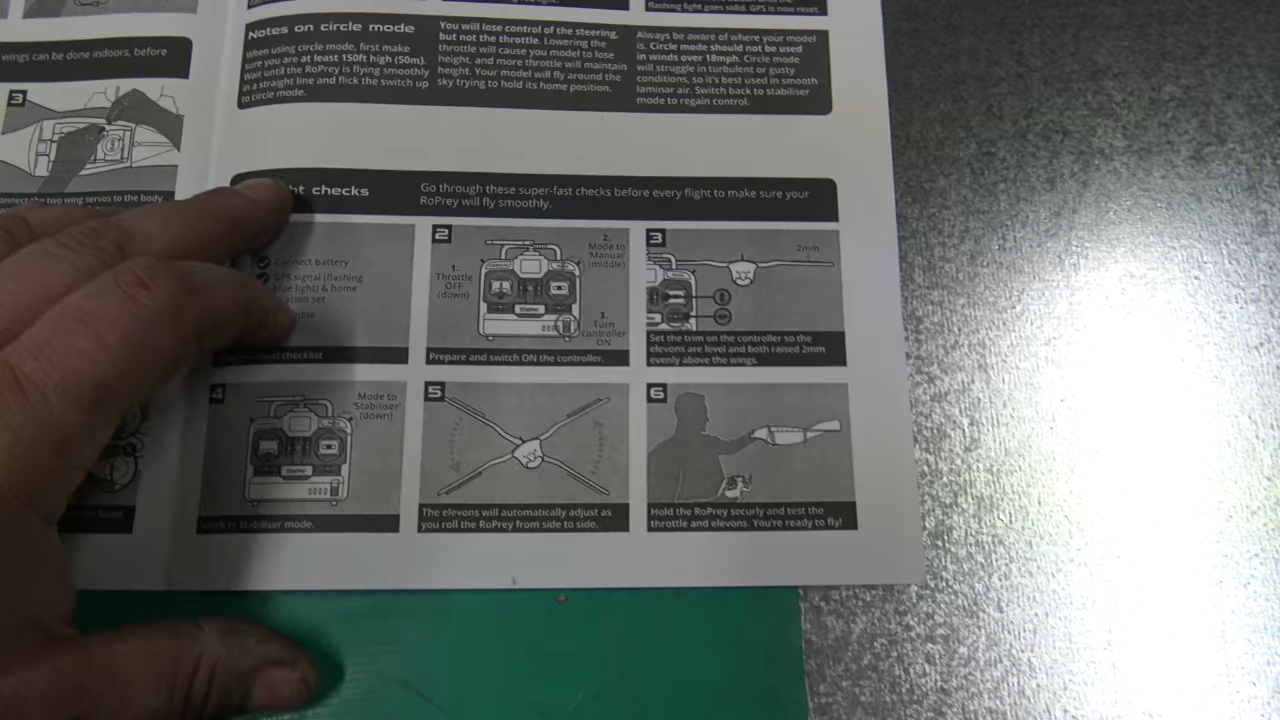 flashing light goes solid. GPS is now reset.
Notes on circle mode
When using circle mode, first make
sure you are at least 150ft high (50m).
Wait until the RoPrey is flying smoothly
in a straight line and flick the switch up
to circle mode.
You will lose control of the steering,
but not the throttle. Lowering the
throttle will cause you model to lose
height, and more throttle will maintain
height. Your model will fly around the
sky trying to hold its home position.
Always be aware of where your model
is. Circle mode should not be used
in winds over 18mph. Circle mode
will struggle in turbulent or gusty
conditions, so it's best used in smooth
laminar air. Switch back to stabiliser
mode to regain control.
wings can be done indoors, before
3
connect the two wing servos to the body
ht checks
Go through these super-fast checks before every flight to make sure your
RoPrey will fly smoothly.
Connect battery
GPS signal (flashing
blue light) & home
checklist
2
1.
Throttle
OFF
(down)
2.
Mode to
'Manual'
(middle)
3.
Turn
controller
ON
Prepare and switch ON the controller.
3
2mm
Set the trim on the controller so the
elevons are level and both raised 2mm
evenly above the wings.
4
Mode to
'Stabiliser'
(down)
Switch to Stabiliser mode.
5
The elevons will automatically adjust as
you roll the RoPrey from side to side.
6
Hold the RoPrey securly and test the
throttle and elevons. You're ready to fly!
band